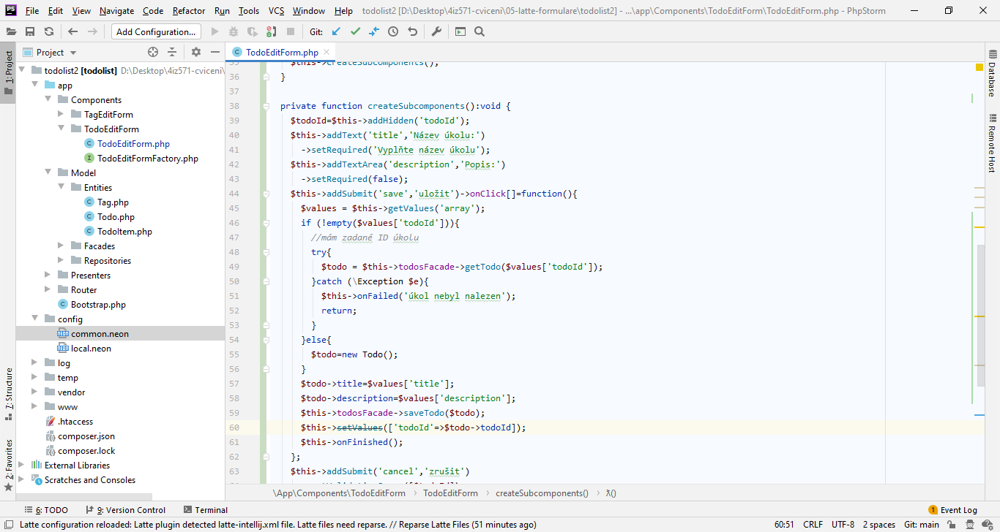 PS File Edit View Navigate Code Refactor Run Tools VCS Window Help todolist2 [D:\Desktop\4iz571-cviceni\05-latte-formulare\todolist2] - ...\app\Components\TodoEditForm\TodoEditForm.php - PhpStorm
Add Configuration... Git:
1: Project
7: Structure
2: Favorites
Project
todolist2 [todolist] D:\Desktop\4iz571-cviceni\
app
Components
TagEditForm
TodoEditForm
C TodoEditForm.php
I TodoEditFormFactory.php
Model
Entities
C Tag.php
C Todo.php
C TodoItem.php
Facades
Repositories
Presenters
Router
C Bootstrap.php
config
NEON common.neon
NEON local.neon
log
temp
vendor
www
.htaccess
composer.json
composer.lock
External Libraries
Scratches and Consoles
C TodoEditForm.php
35 $this->createSubcomponents();
36 }
37
38 private function createSubcomponents():void {
39 $todoId=$this->addHidden('todoId');
40 $this->addText('title','Název úkolu:')
41 ->setRequired('Vyplňte název úkolu');
42 $this->addTextArea('description','Popis:')
43 ->setRequired(false);
44 $this->addSubmit('save','uložit')->onClick[]=function(){
45 $values = $this->getValues('array');
46 if (!empty($values['todoId'])){
47 //mám zadané ID úkolu
48 try{
49 $todo = $this->todosFacade->getTodo($values['todoId']);
50 }catch (\Exception $e){
51 $this->onFailed('úkol nebyl nalezen');
52 return;
53 }
54 }else{
55 $todo=new Todo();
56 }
57 $todo->title=$values['title'];
58 $todo->description=$values['description'];
59 $this->todosFacade->saveTodo($todo);
60 $this->setValues(['todoId'=>$todo->todoId]);
61 $this->onFinished();
62 };
63 $this->addSubmit('cancel','zrušit')
\App\Components\TodoEditForm › TodoEditForm › createSubcomponents() › λ()
Database
Remote Host
6: TODO 9: Version Control Terminal 1 Event Log
Latte configuration reloaded: Latte plugin detected latte-intellij.xml file. Latte files need reparse. // Reparse Latte Files (51 minutes ago) 60:51 CRLF UTF-8 2 spaces Git: main